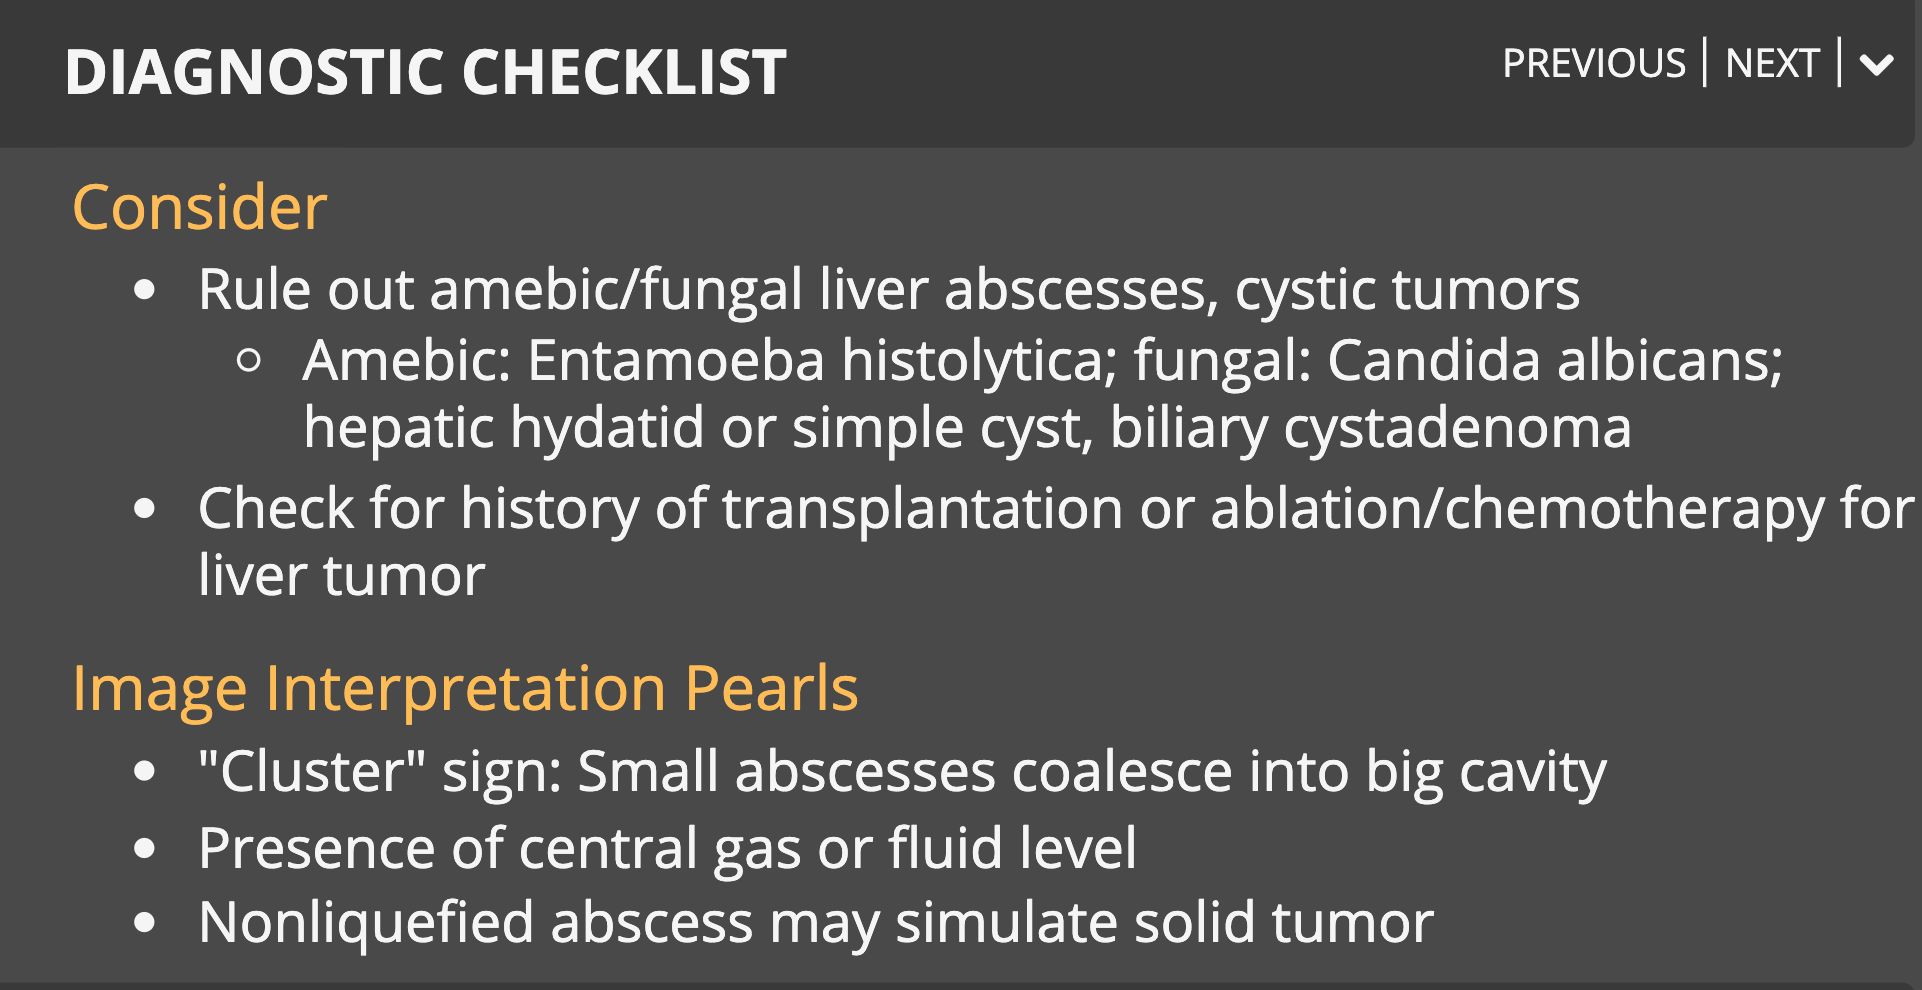 DIAGNOSTIC CHECKLIST
PREVIOUS | NEXT |
Consider
• Rule out amebic/fungal liver abscesses, cystic tumors
○ Amebic: Entamoeba histolytica; fungal: Candida albicans;
hepatic hydatid or simple cyst, biliary cystadenoma
• Check for history of transplantation or ablation/chemotherapy for
liver tumor
Image Interpretation Pearls
• "Cluster" sign: Small abscesses coalesce into big cavity
• Presence of central gas or fluid level
• Nonliquefied abscess may simulate solid tumor